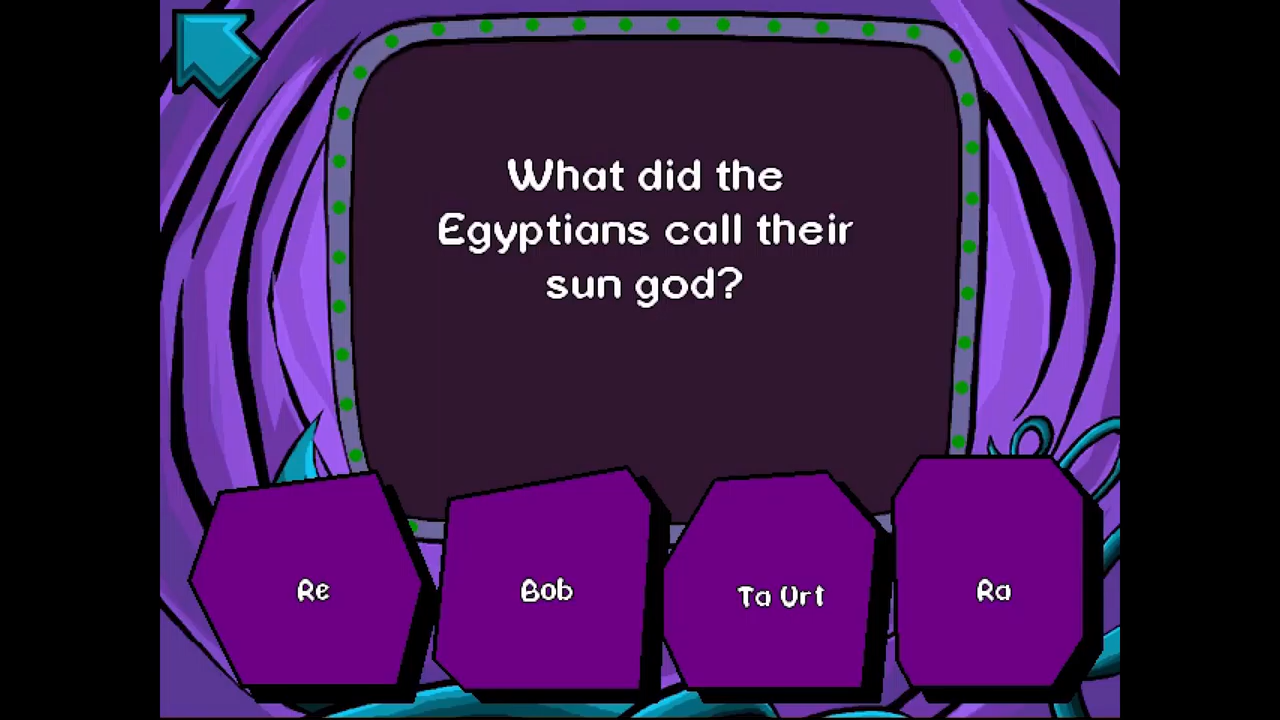 What did the
Egyptians call their
sun god?
Re
Bob
Ta Urt
Ra